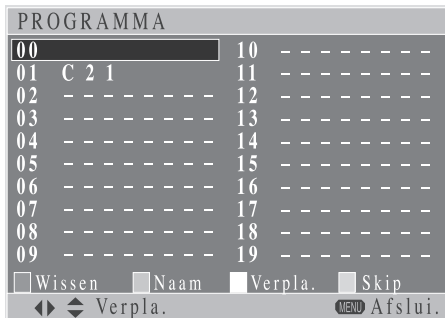 PROGRAMMA
00
01 C 2 1
02 - - - - - - - -
03 - - - - - - - -
04 - - - - - - - -
05 - - - - - - - -
06 - - - - - - - -
07 - - - - - - - -
08 - - - - - - - -
09 - - - - - - - -
10 - - - - - - - -
11 - - - - - - - -
12 - - - - - - - -
13 - - - - - - - -
14 - - - - - - - -
15 - - - - - - - -
16 - - - - - - - -
17 - - - - - - - -
18 - - - - - - - -
19 - - - - - - - -
Wissen Naam Verpla. Skip
Verpla. MENU Afslui.